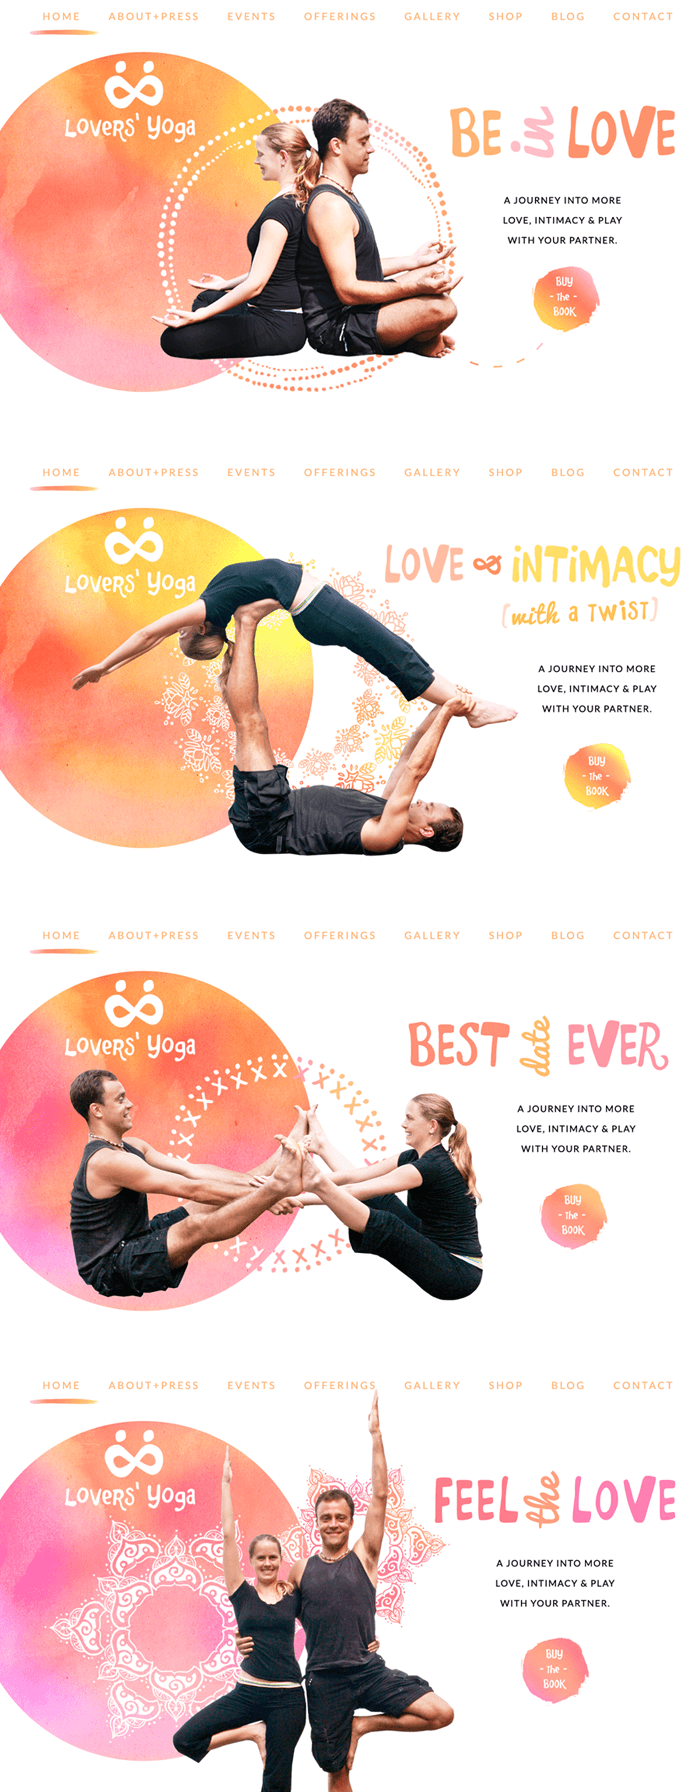 HOME ABOUT+PRESS EVENTS OFFERINGS GALLERY SHOP BLOG CONTACT
LOVERS' YOGA
BE in LOVE
A JOURNEY INTO MORE
LOVE, INTIMACY & PLAY
WITH YOUR PARTNER.
BUY
- the -
BOOK
HOME ABOUT+PRESS EVENTS OFFERINGS GALLERY SHOP BLOG CONTACT
LOVERS' YOGA
LOVE ∞ INTIMACY
(with a TWIST)
A JOURNEY INTO MORE
LOVE, INTIMACY & PLAY
WITH YOUR PARTNER.
BUY
- the -
BOOK
HOME ABOUT+PRESS EVENTS OFFERINGS GALLERY SHOP BLOG CONTACT
LOVERS' YOGA
BEST date EVER
A JOURNEY INTO MORE
LOVE, INTIMACY & PLAY
WITH YOUR PARTNER.
BUY
- the -
BOOK
HOME ABOUT+PRESS EVENTS OFFERINGS GALLERY SHOP BLOG CONTACT
LOVERS' YOGA
FEEL the LOVE
A JOURNEY INTO MORE
LOVE, INTIMACY & PLAY
WITH YOUR PARTNER.
BUY
- the -
BOOK